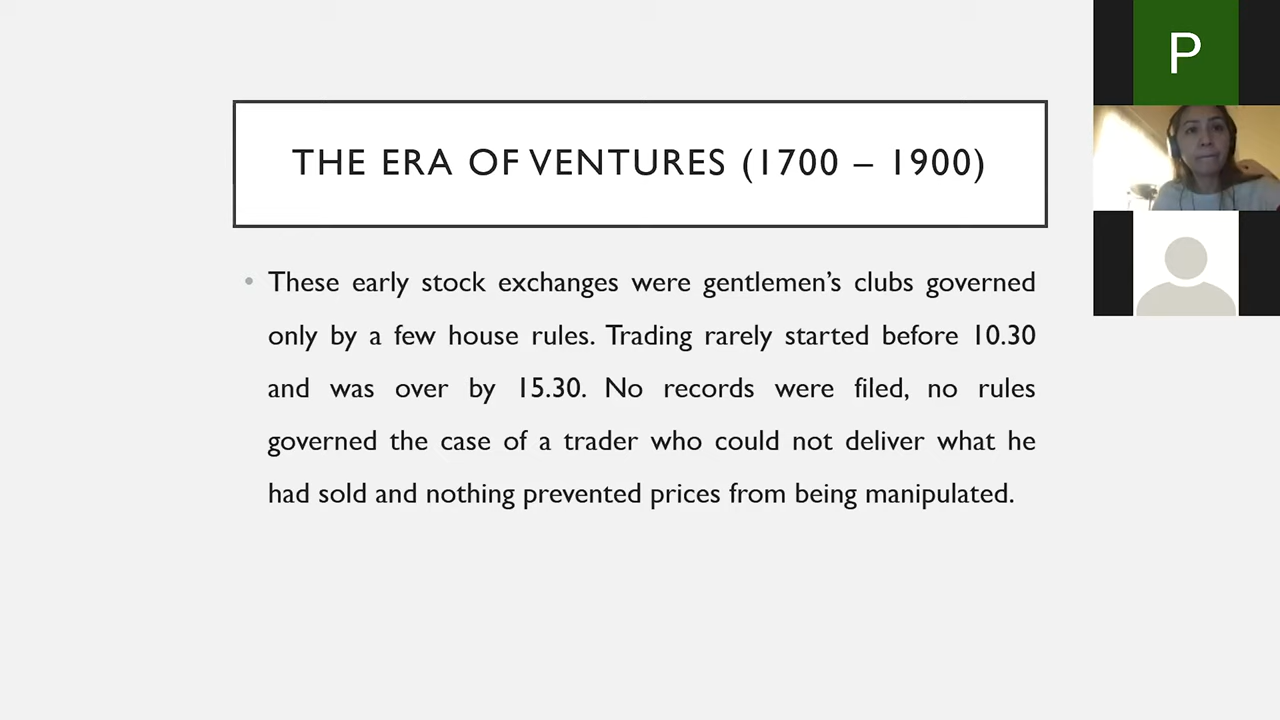 THE ERA OF VENTURES (1700 – 1900)
• These early stock exchanges were gentlemen’s clubs governed
only by a few house rules. Trading rarely started before 10.30
and was over by 15.30. No records were filed, no rules
governed the case of a trader who could not deliver what he
had sold and nothing prevented prices from being manipulated.
P